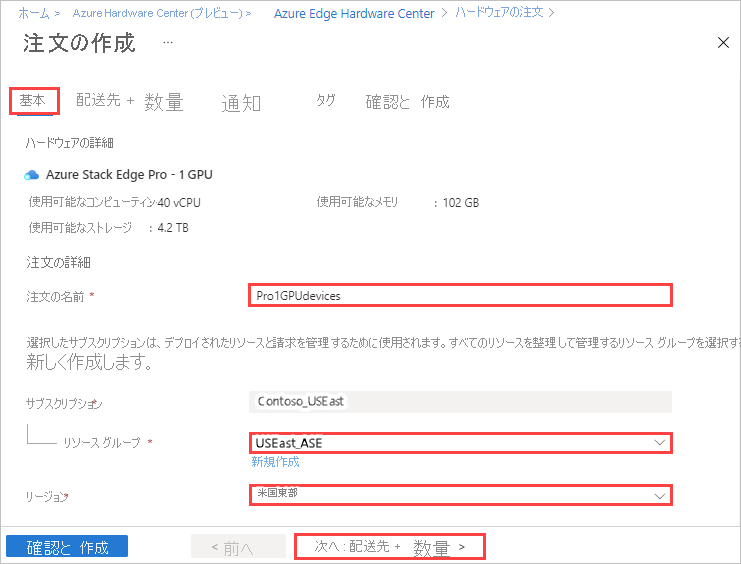 ホーム > Azure Hardware Center (プレビュー) > Azure Edge Hardware Center > ハードウェアの注文 >
注文の作成 ...
基本 配送先 + 数量 通知 タグ 確認と 作成
ハードウェアの詳細
Azure Stack Edge Pro - 1 GPU
使用可能なコンピューティン 40 vCPU 使用可能なメモリ : 102 GB
使用可能なストレージ : 4.2 TB
注文の詳細
注文の名前 * Pro1GPUdevices
選択したサブスクリプションは、デプロイされたリソースと請求を管理するために使用されます。すべてのリソースを整理して管理するリソース グループを選択する
新しく作成します。
サブスクリプション* Contoso_USEast
リソース グループ * USEast_ASE
新規作成
リージョン* 米国東部
確認と 作成 < 前へ 次へ : 配送先 + 数量 >